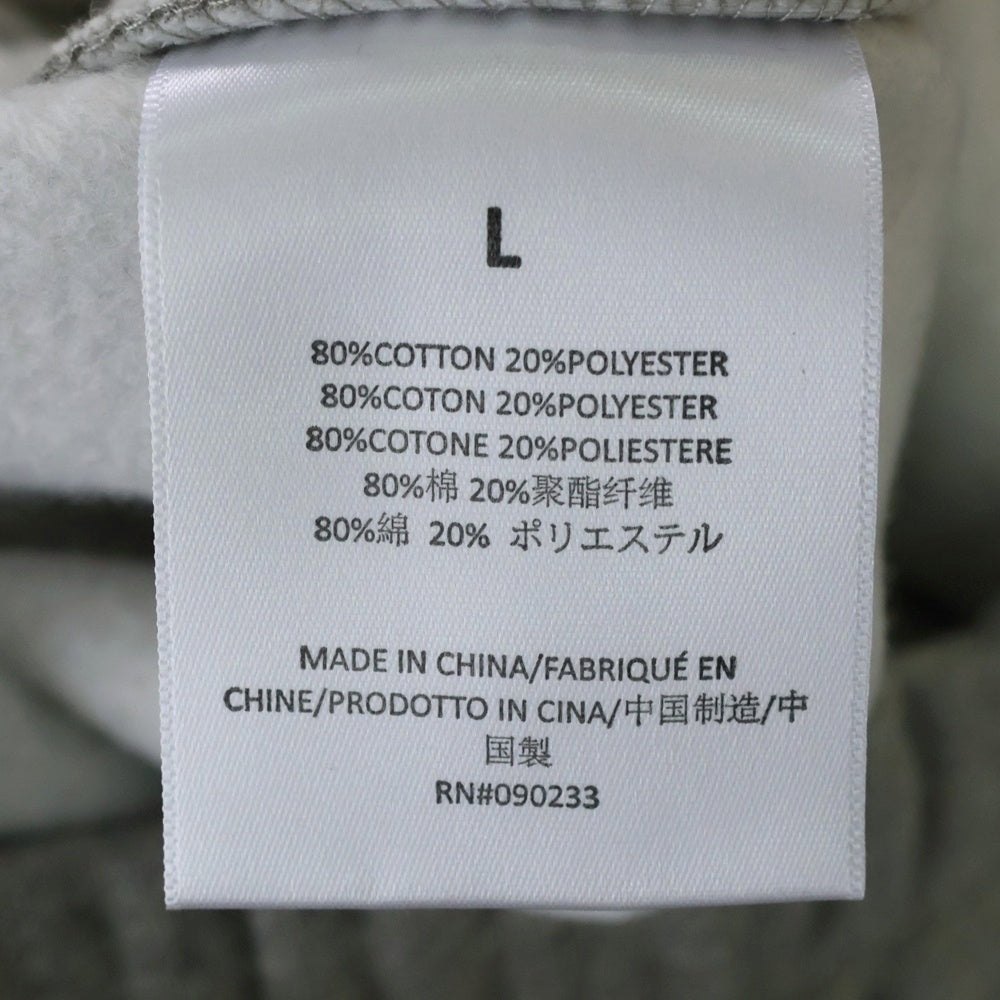 L
80%COTTON 20%POLYESTER
80%COTON 20%POLYESTER
80%COTONE 20%POLIESTERE
80%棉 20%聚酯纤维
80%綿 20% ポリエステル
MADE IN CHINA/FABRIQUÉ EN
CHINE/PRODOTTO IN CINA/中国制造/中
国製
RN#090233